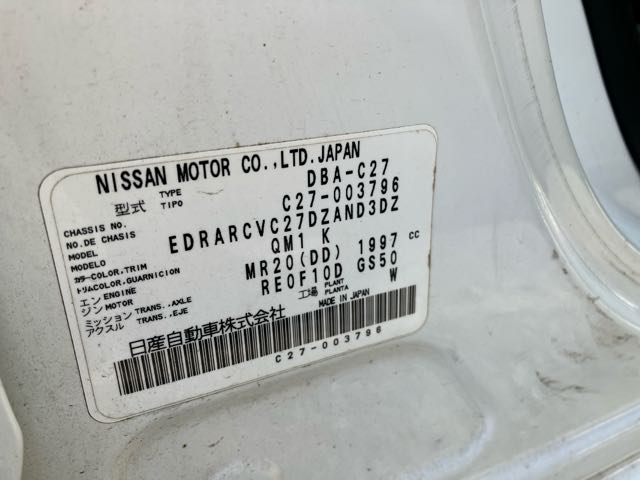 NISSAN MOTOR CO.,LTD.JAPAN
型式 TYPE TIPO DBA-C27
CHASSIS NO. NO.DE CHASIS C27-003796
MODEL MODELO EDRARCVC27DZAND3DZ
カラー COLOR,TRIM トリム COLOR,GUARNICION QM1 K
エンジン ENGINE MOTOR MR20(DD) 1997 cc
ミッション TRANS.,AXLE アクスル TRANS.,EJE RE0F10D GS50
工場 PLANT PLANTA W
日産自動車株式会社 MADE IN JAPAN
C27-003796